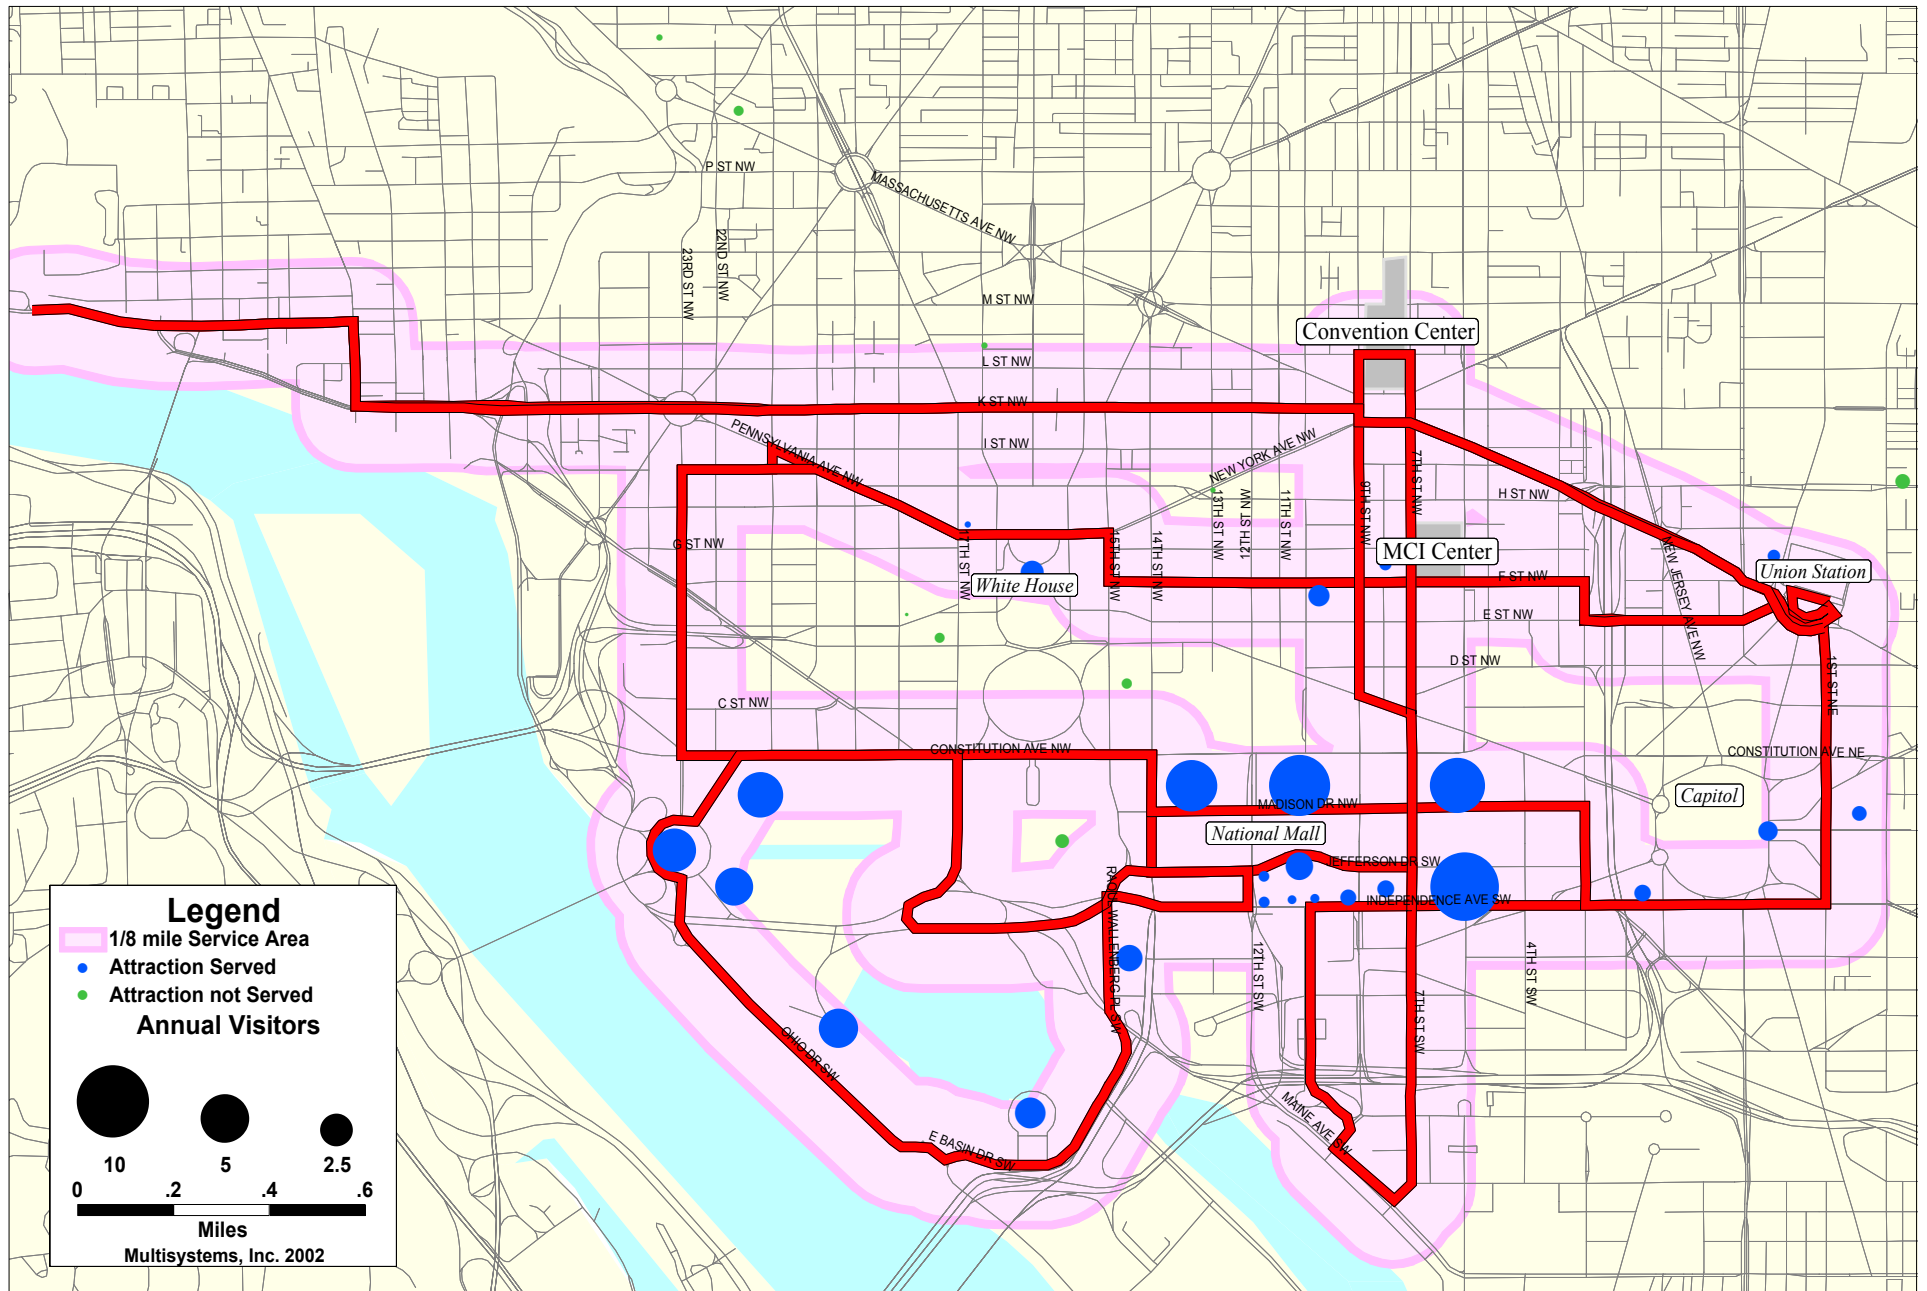 P ST NW
MASSACHUSETTS AVE NW
22ND ST NW
23RD ST NW
M ST NW
Convention Center
L ST NW
K ST NW
PENNSYLVANIA AVE NW
I ST NW
NEW YORK AVE NW
7TH ST NW
9TH ST NW
H ST NW
13TH ST NW
12TH ST NW
11TH ST NW
G ST NW
17TH ST NW
15TH ST NW
14TH ST NW
MCI Center
NEW JERSEY AVE NW
Union Station
White House
F ST NW
E ST NW
D ST NW
1ST ST NE
C ST NW
CONSTITUTION AVE NW
CONSTITUTION AVE NE
Capitol
MADISON DR NW
National Mall
JEFFERSON DR SW
RAOUL WALLENBERG PL SW
INDEPENDENCE AVE SW
12TH ST SW
4TH ST SW
7TH ST SW
OHIO DR SW
MAINE AVE SW
E BASIN DR SW
Legend
1/8 mile Service Area
Attraction Served
Attraction not Served
Annual Visitors
10 5 2.5
0 .2 .4 .6
Miles
Multisystems, Inc. 2002